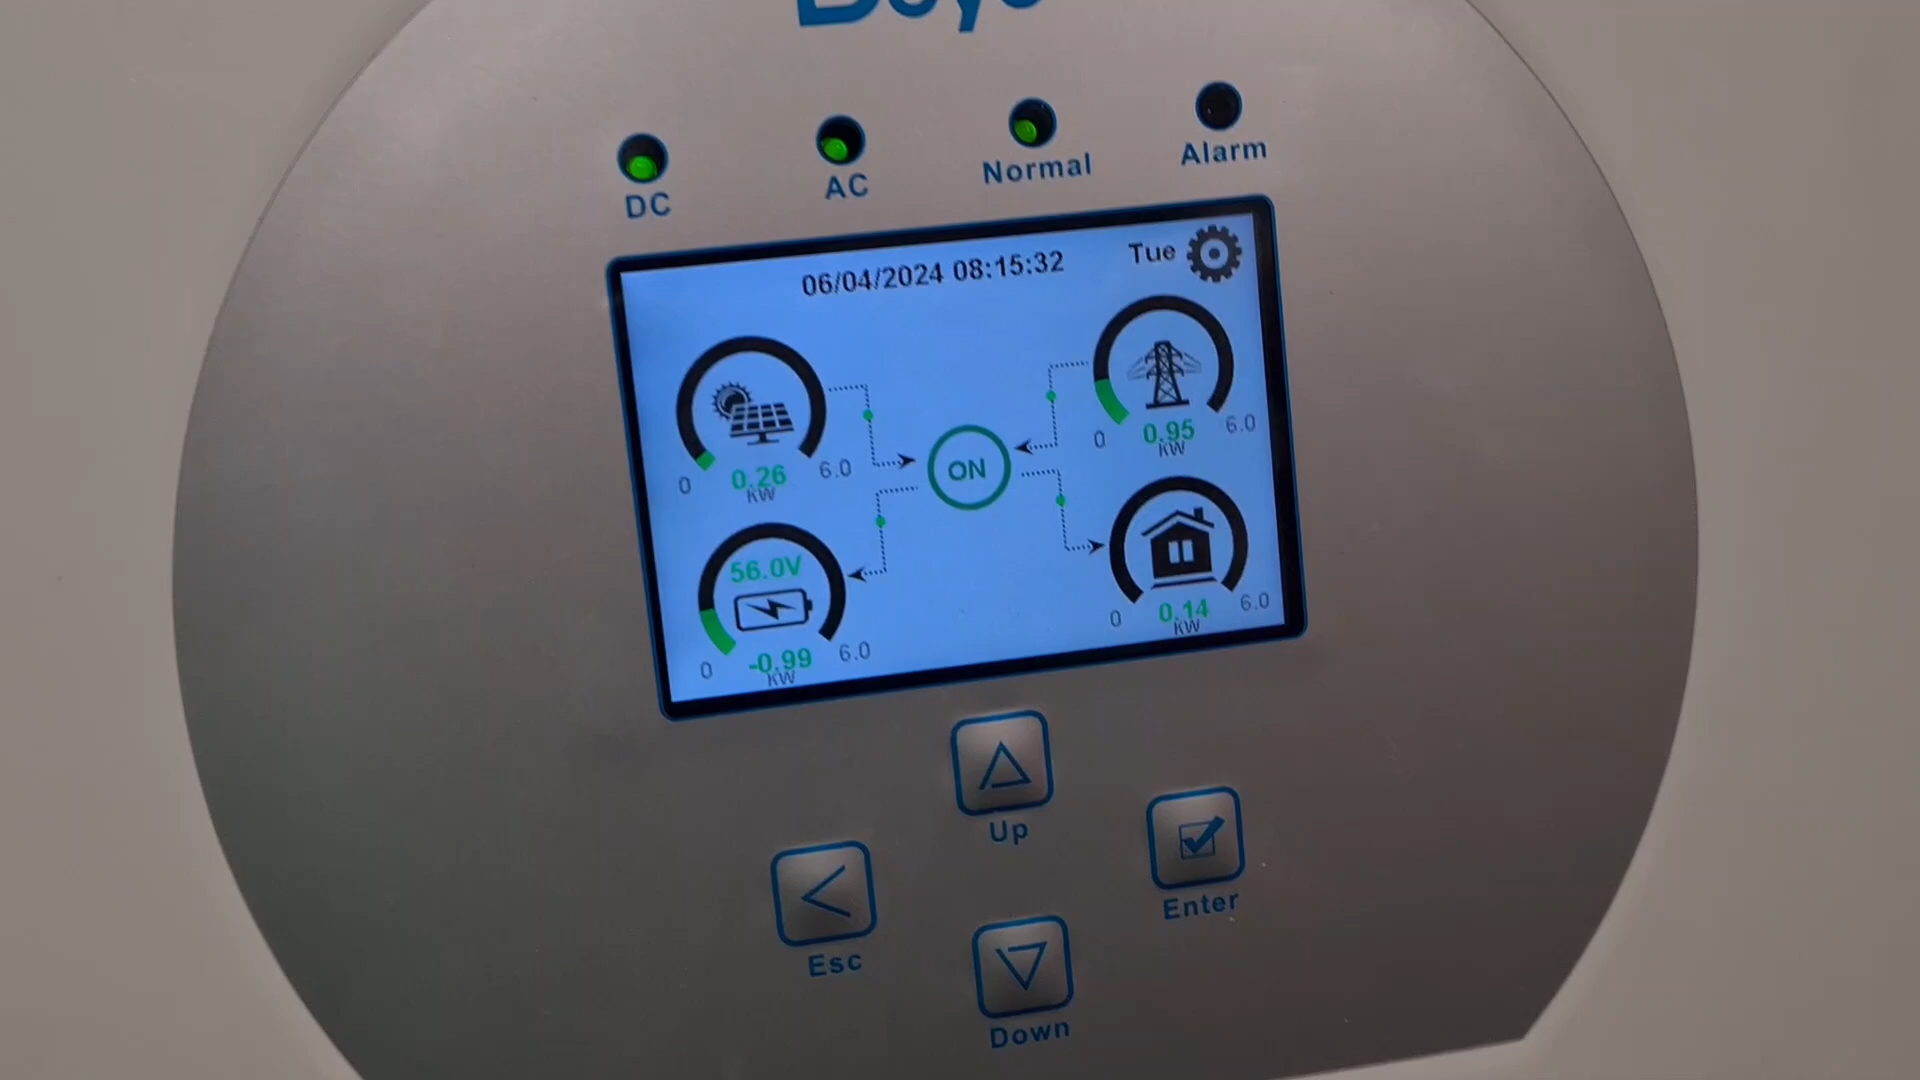 DC
AC
Normal
Alarm
06/04/2024 08:15:32
Tue
0
0.26
KW
6.0
0
0.95
KW
6.0
ON
56.0V
0
-0.99
KW
6.0
0
0.14
KW
6.0
Up
Enter
Esc
Down